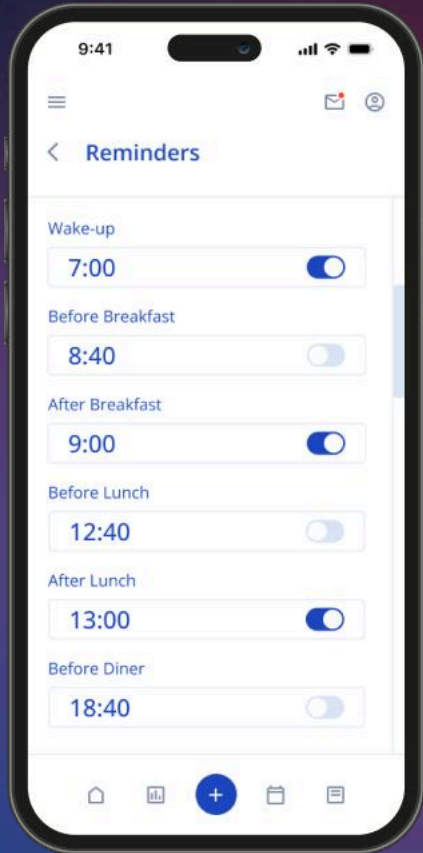 9:41
Reminders
Wake-up
7:00
Before Breakfast
8:40
After Breakfast
9:00
Before Lunch
12:40
After Lunch
13:00
Before Diner
18:40